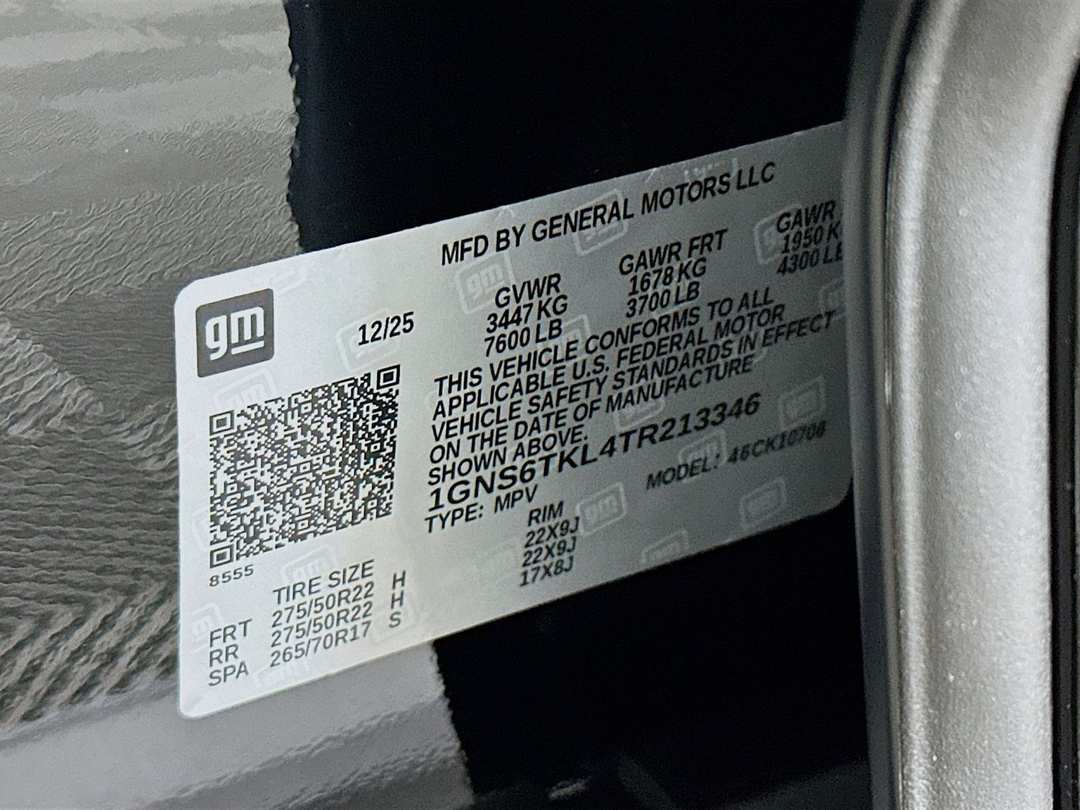 MFD BY GENERAL MOTORS LLC
gm
12/25
GVWR GAWR FRT GAWR
3447 KG 1678 KG 1950 K
7600 LB 3700 LB 4300 LB
THIS VEHICLE CONFORMS TO ALL
APPLICABLE U.S. FEDERAL MOTOR
VEHICLE SAFETY STANDARDS IN EFFECT
ON THE DATE OF MANUFACTURE
SHOWN ABOVE.
1GNS6TKL4TR213346
TYPE: MPV MODEL: 46CK10706
8555
TIRE SIZE RIM
FRT 275/50R22 H 22X9J
RR 275/50R22 H 22X9J
SPA 265/70R17 S 17X8J